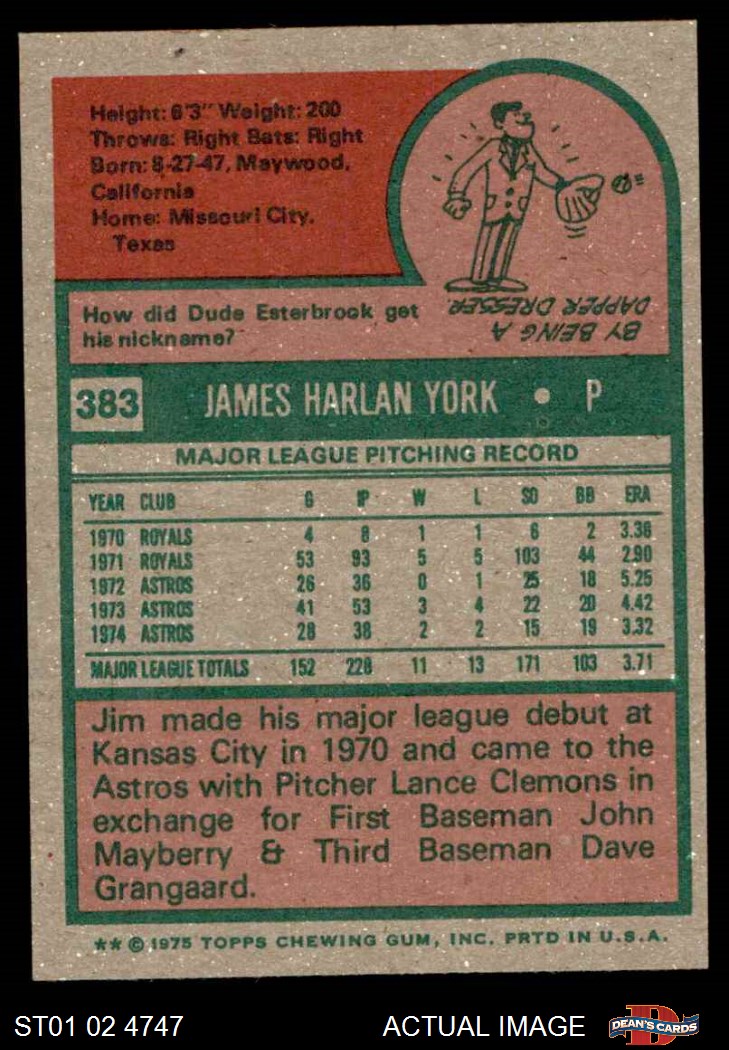 Height: 6'3" Weight: 200
Throws: Right Bats: Right
Born: 8-27-47, Maywood,
California
Home: Missouri City,
Texas
How did Dude Esterbrook get
his nickname?
BY BEING A
DAPPER DRESSER.
383 JAMES HARLAN YORK • P
MAJOR LEAGUE PITCHING RECORD
YEAR CLUB G IP W L SO BB ERA
1970 ROYALS 4 8 1 1 6 2 3.38
1971 ROYALS 53 93 5 5 103 44 2.90
1972 ASTROS 26 36 0 1 25 18 5.25
1973 ASTROS 41 53 3 4 22 20 4.42
1974 ASTROS 28 38 2 2 15 19 3.32
MAJOR LEAGUE TOTALS 152 228 11 13 171 103 3.71
Jim made his major league debut at
Kansas City in 1970 and came to the
Astros with Pitcher Lance Clemons in
exchange for First Baseman John
Mayberry & Third Baseman Dave
Grangaard.
** © 1975 TOPPS CHEWING GUM, INC. PRTD IN U.S.A.
ST01 02 4747 ACTUAL IMAGE DEAN'S CARDS